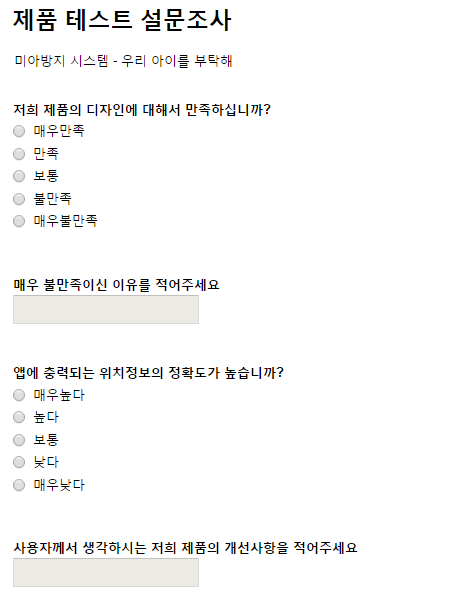 제품 테스트 설문조사
미아방지 시스템 - 우리 아이를 부탁해
저희 제품의 디자인에 대해서 만족하십니까?
매우만족
만족
보통
불만족
매우불만족
매우 불만족이신 이유를 적어주세요
앱에 충력되는 위치정보의 정확도가 높습니까?
매우높다
높다
보통
낮다
매우낮다
사용자께서 생각하시는 저희 제품의 개선사항을 적어주세요